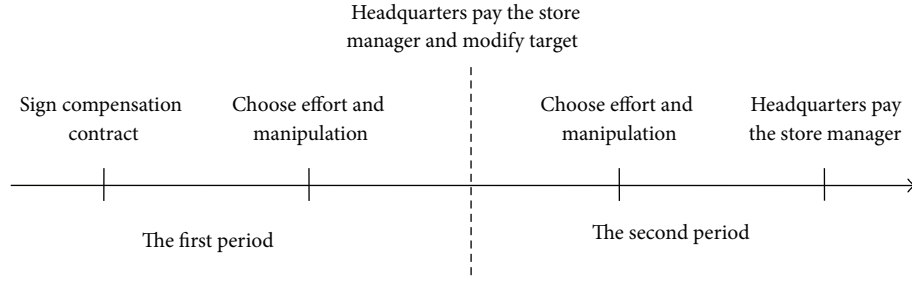 Headquarters pay the store
manager and modify target
Sign compensation
contract
Choose effort and
manipulation
Choose effort and
manipulation
Headquarters pay
the store manager
The first period
The second period